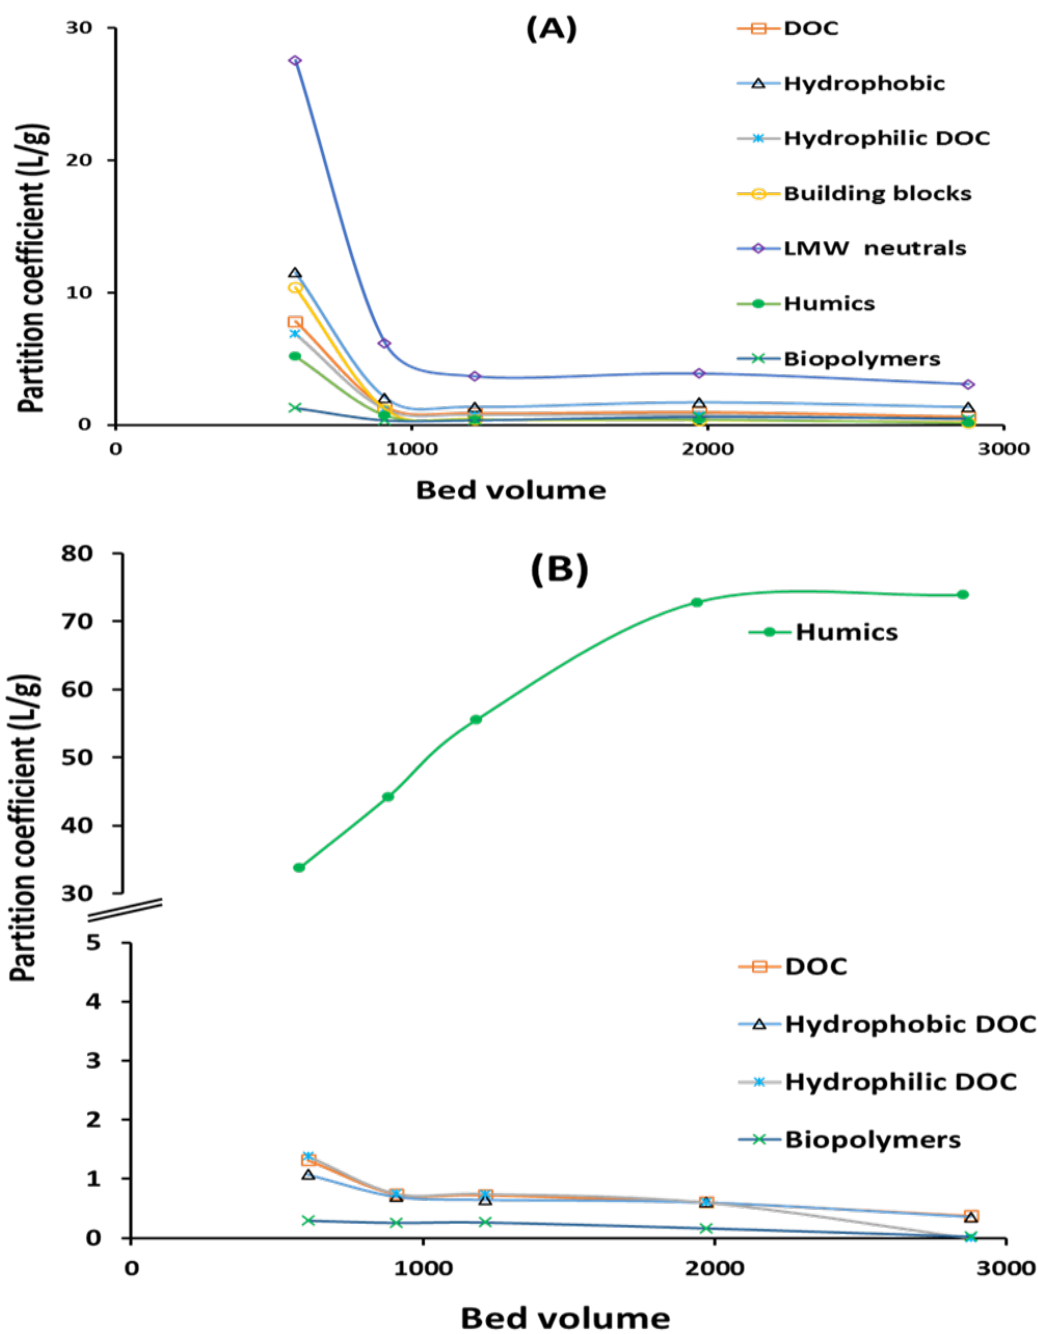 (A)
Partition coefficient (L/g)
30
20
10
0
0 1000 2000 3000
Bed volume
DOC
Hydrophobic
Hydrophilic DOC
Building blocks
LMW neutrals
Humics
Biopolymers
(B)
Partition coefficient (L/g)
80
70
60
50
40
30
Humics
5
4
3
2
1
0
DOC
Hydrophobic DOC
Hydrophilic DOC
Biopolymers
0 1000 2000 3000
Bed volume